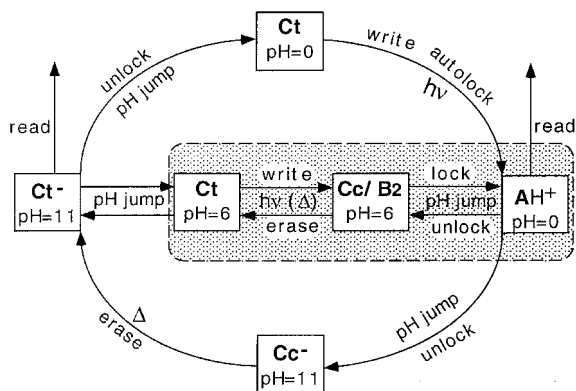 Ct
pH=0
unlock
pH jump
write autolock
hν
read
read
Ct-
pH=11
pH jump
Ct
pH=6
write
hν (Δ)
erase
Cc/ B2
pH=6
lock
pH jump
unlock
AH+
pH=0
Δ
erase
Cc-
pH=11
pH jump
unlock